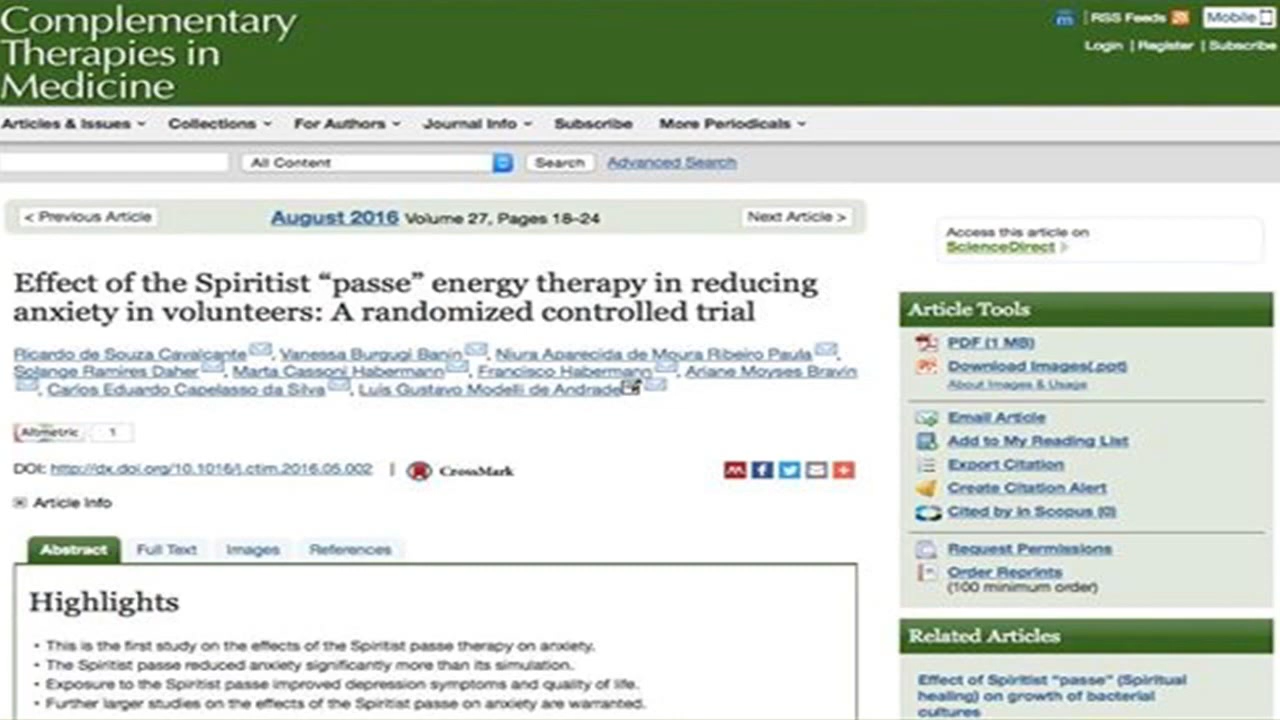 Complementary
Therapies in
Medicine
RSS Feeds
Mobile
Login | Register | Subscribe
Articles & Issues
Collections
For Authors
Journal Info
Subscribe
More Periodicals
All Content
Search
Advanced Search
< Previous Article
August 2016 Volume 27, Pages 18–24
Next Article >
Access this article on
ScienceDirect
Effect of the Spiritist “passe” energy therapy in reducing
anxiety in volunteers: A randomized controlled trial
Ricardo de Souza Cavalcante, Vanessa Burgugi Banin, Niura Aparecida de Moura Ribeiro Paula,
Solange Ramires Daher, Marta Cassoni Habermann, Francisco Habermann, Ariane Moyses Bravin
, Carlos Eduardo Capelasso da Silva, Luis Gustavo Modelli de Andrade
Altmetric 1
DOI: http://dx.doi.org/10.1016/j.ctim.2016.05.002 | CrossMark
Article Info
Abstract
Full Text
Images
References
Highlights
• This is the first study on the effects of the Spiritist passe therapy on anxiety.
• The Spiritist passe reduced anxiety significantly more than its simulation.
• Exposure to the Spiritist passe improved depression symptoms and quality of life.
• Further larger studies on the effects of the Spiritist passe on anxiety are warranted.
Article Tools
PDF (1 MB)
Download Images(.ppt)
About Images & Usage
Email Article
Add to My Reading List
Export Citation
Create Citation Alert
Cited by in Scopus (0)
Request Permissions
Order Reprints
(100 minimum order)
Related Articles
Effect of Spiritist “passe” (Spiritual
healing) on growth of bacterial
cultures